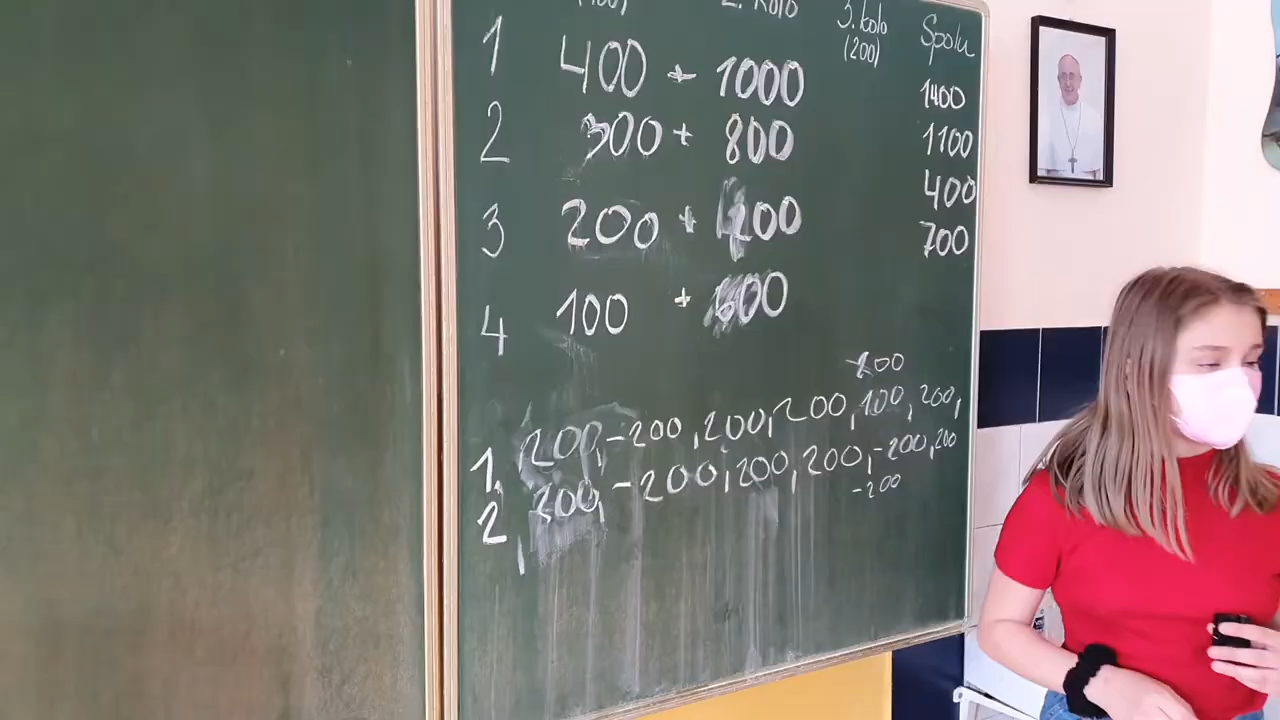 2. kolo 3. kolo Spolu
(200)
1 400 + 1000 1400
2 300 + 800 1100
3 200 + 200 400
4 100 + 600 700
1. 200, -200, 200, 200, 100, 200,
2 200, -200, 200, 200, -200, 200
-200